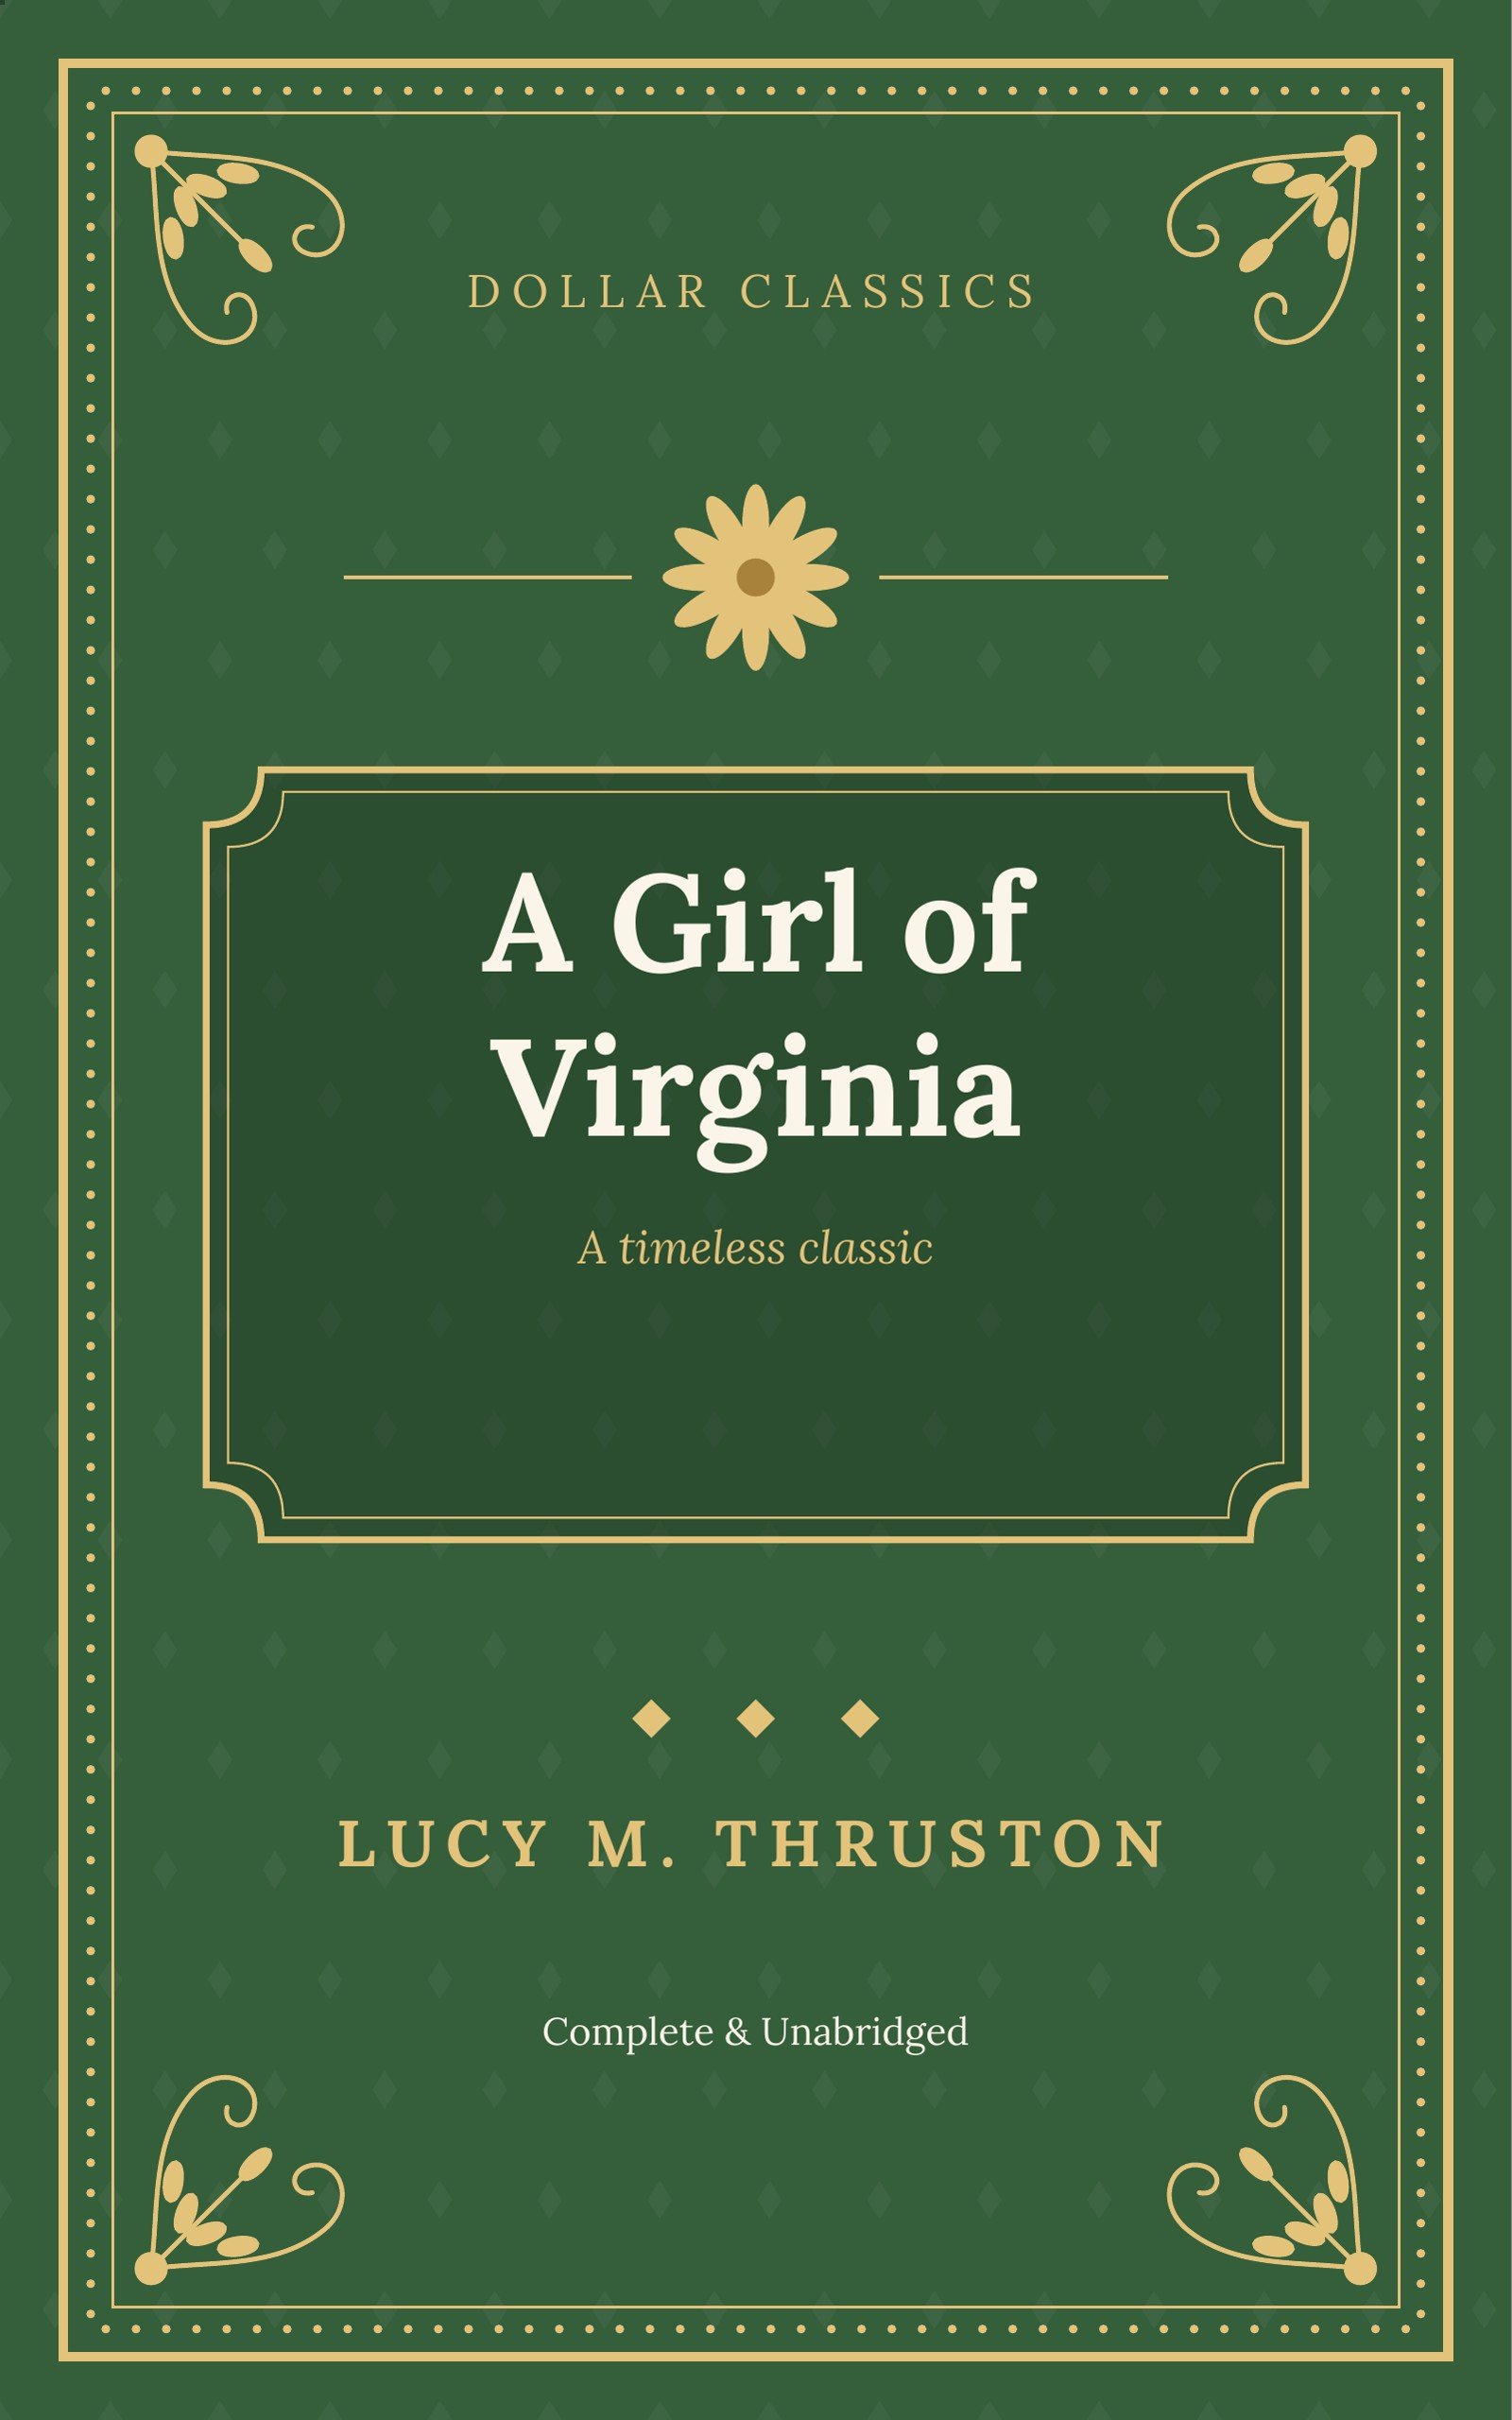 DOLLAR CLASSICS
A Girl of
Virginia
A timeless classic
LUCY M. THRUSTON
Complete & Unabridged